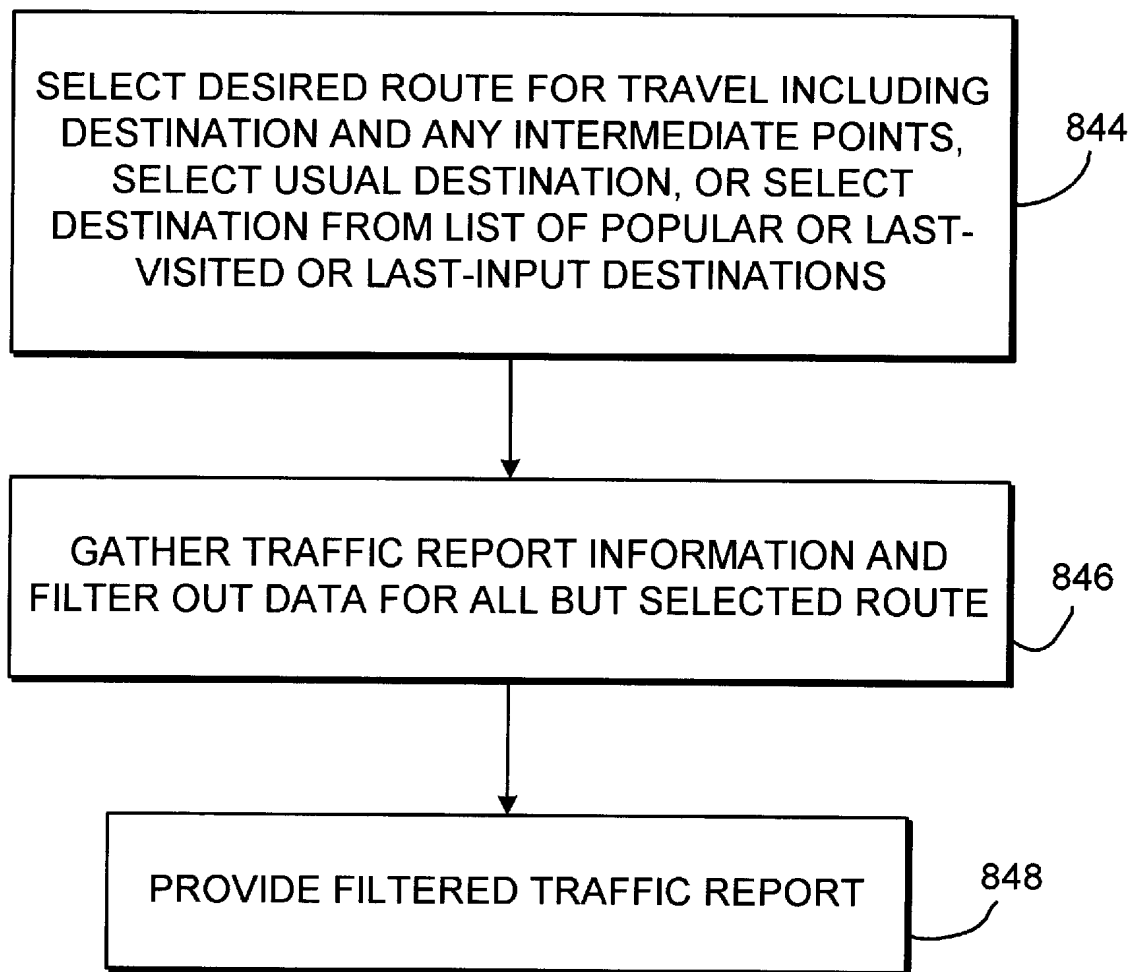 SELECT DESIRED ROUTE FOR TRAVEL INCLUDING
DESTINATION AND ANY INTERMEDIATE POINTS,
SELECT USUAL DESTINATION, OR SELECT
DESTINATION FROM LIST OF POPULAR OR LAST-
VISITED OR LAST-INPUT DESTINATIONS
844
GATHER TRAFFIC REPORT INFORMATION AND
FILTER OUT DATA FOR ALL BUT SELECTED ROUTE
846
PROVIDE FILTERED TRAFFIC REPORT
848